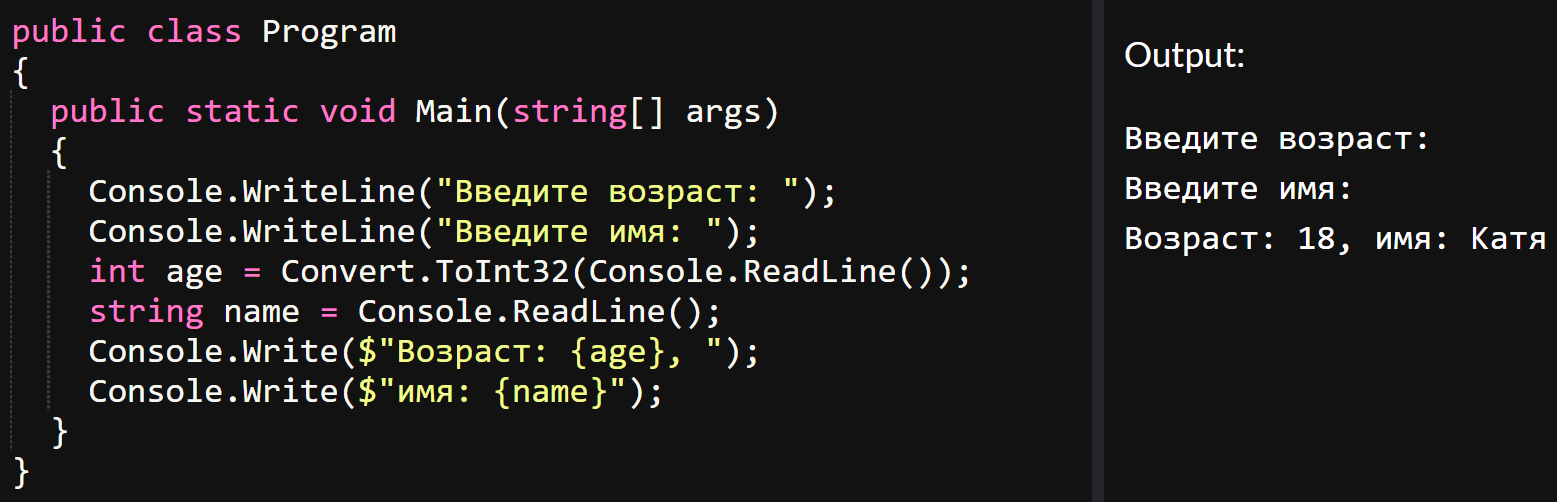 public class Program
{
public static void Main(string[] args)
{
Console.WriteLine("Введите возраст: ");
Console.WriteLine("Введите имя: ");
int age = Convert.ToInt32(Console.ReadLine());
string name = Console.ReadLine();
Console.Write($"Возраст: {age}, ");
Console.Write($"имя: {name}");
}
}
Output:
Введите возраст:
Введите имя:
Возраст: 18, имя: Катя